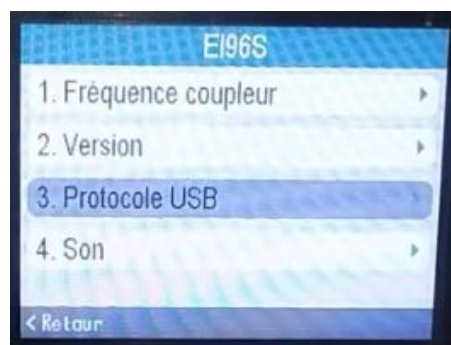 EI96S
1. Fréquence coupleur
2. Version
3. Protocole USB
4. Son
< Retour